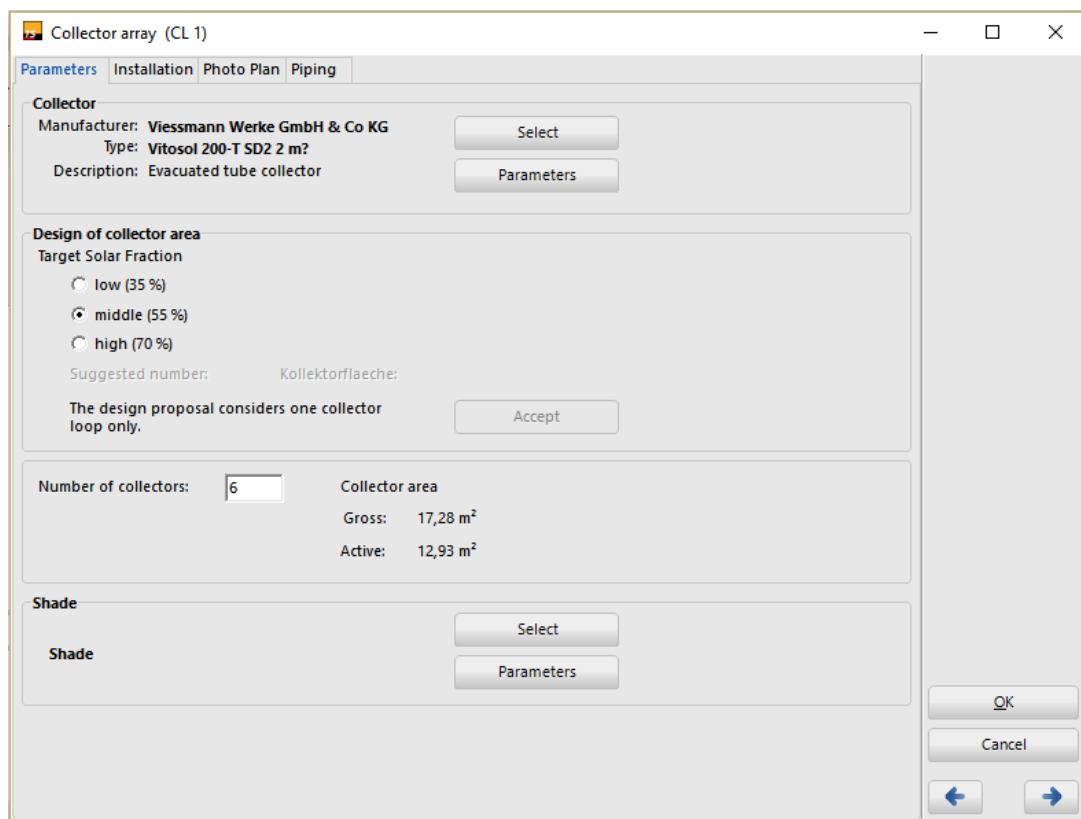 Collector array (CL 1)
Parameters Installation Photo Plan Piping
Collector
Manufacturer: Viessmann Werke GmbH & Co KG
Select
Type: Vitosol 200-T SD2 2 m?
Description: Evacuated tube collector
Parameters
Design of collector area
Target Solar Fraction
low (35 %)
middle (55 %)
high (70 %)
Suggested number: Kollektorflaeche:
The design proposal considers one collector
loop only.
Accept
Number of collectors: 6 Collector area
Gross: 17,28 m²
Active: 12,93 m²
Shade
Select
Shade
Parameters
OK
Cancel